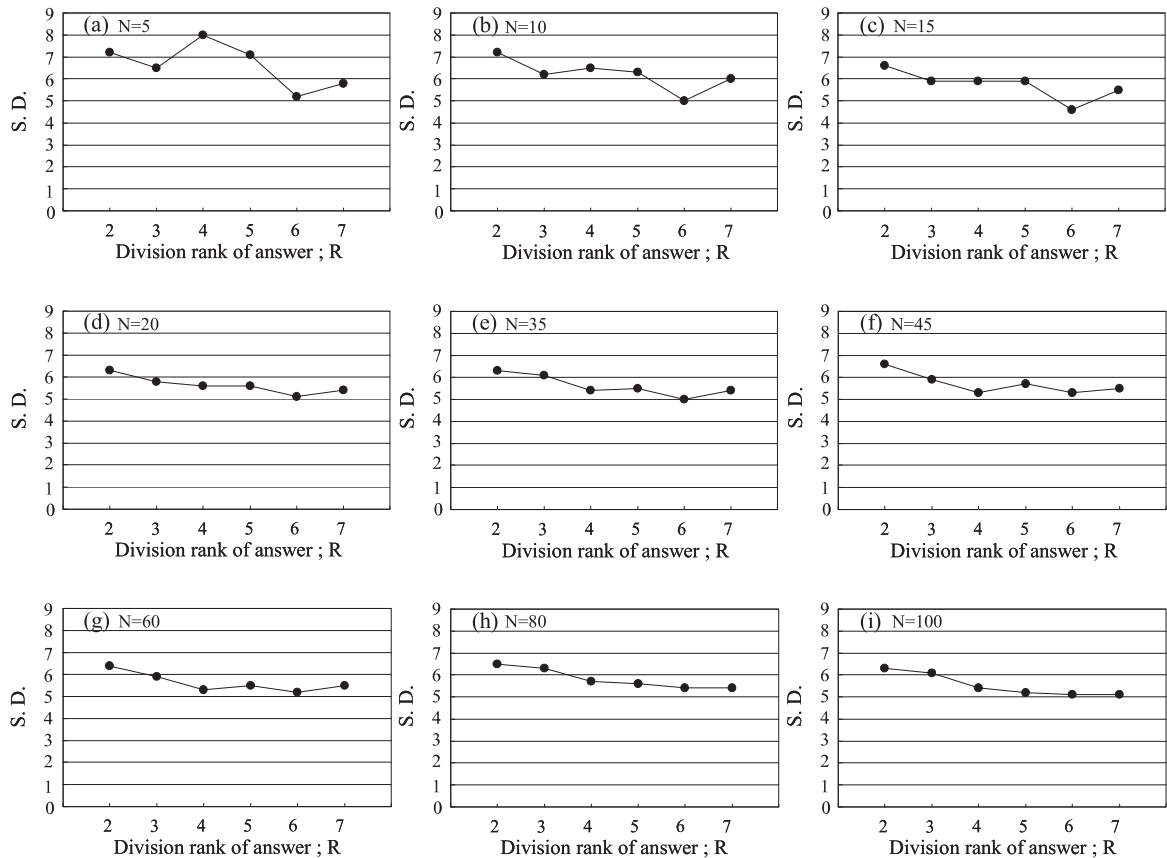 (a) N=5
9
8
7
6
5
4
3
2
1
0
S. D.
2 3 4 5 6 7
Division rank of answer ; R
(b) N=10
9
8
7
6
5
4
3
2
1
0
S. D.
2 3 4 5 6 7
Division rank of answer ; R
(c) N=15
9
8
7
6
5
4
3
2
1
0
S. D.
2 3 4 5 6 7
Division rank of answer ; R
(d) N=20
9
8
7
6
5
4
3
2
1
0
S. D.
2 3 4 5 6 7
Division rank of answer ; R
(e) N=35
9
8
7
6
5
4
3
2
1
0
S. D.
2 3 4 5 6 7
Division rank of answer ; R
(f) N=45
9
8
7
6
5
4
3
2
1
0
S. D.
2 3 4 5 6 7
Division rank of answer ; R
(g) N=60
9
8
7
6
5
4
3
2
1
0
S. D.
2 3 4 5 6 7
Division rank of answer ; R
(h) N=80
9
8
7
6
5
4
3
2
1
0
S. D.
2 3 4 5 6 7
Division rank of answer ; R
(i) N=100
9
8
7
6
5
4
3
2
1
0
S. D.
2 3 4 5 6 7
Division rank of answer ; R